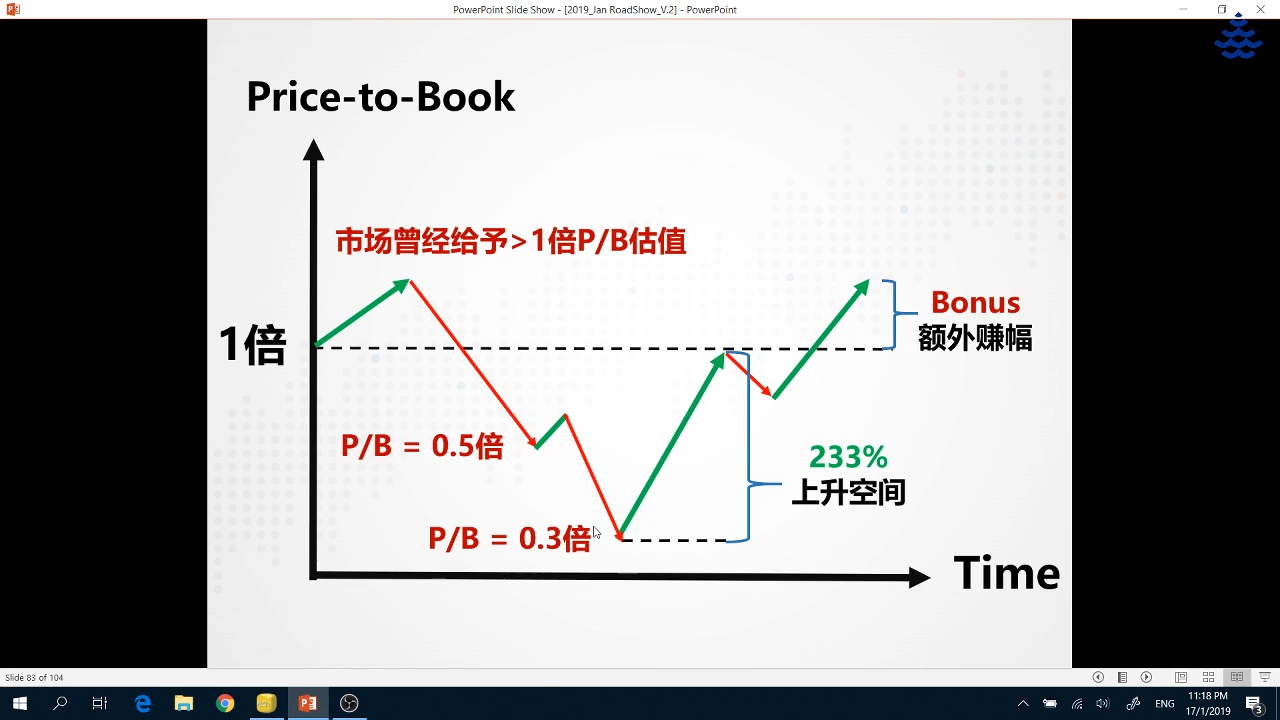 PowerPoint Slide Show - [2019_Jan RoadShow_V.2] - PowerPoint
Price-to-Book
市场曾经给予>1倍P/B估值
1倍
Bonus
额外赚幅
P/B = 0.5倍
233%
上升空间
P/B = 0.3倍
Time
Slide 83 of 104
ENG
11:18 PM
17/1/2019
3